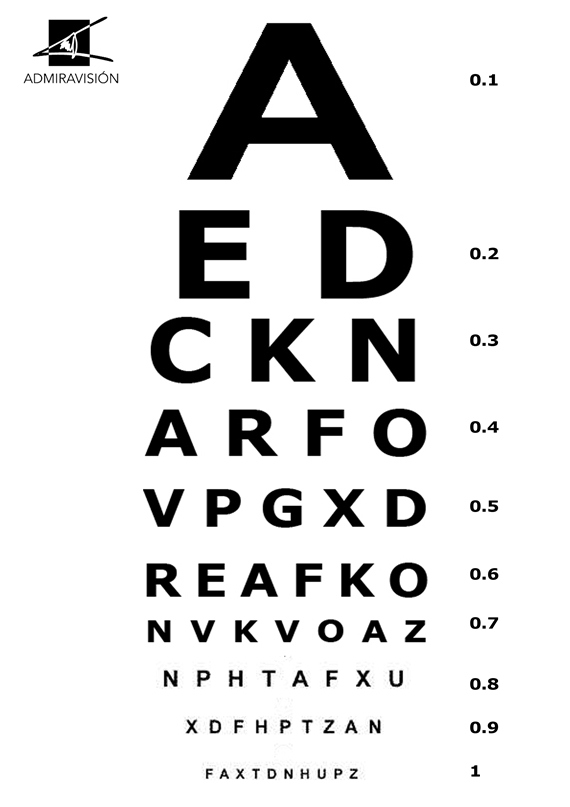 ADMIRAVISIÓN
A 0.1
E D 0.2
C K N 0.3
A R F O 0.4
V P G X D 0.5
R E A F K O 0.6
N V K V O A Z 0.7
N P H T A F X U 0.8
X D F H P T Z A N 0.9
F A X T D N H U P Z 1